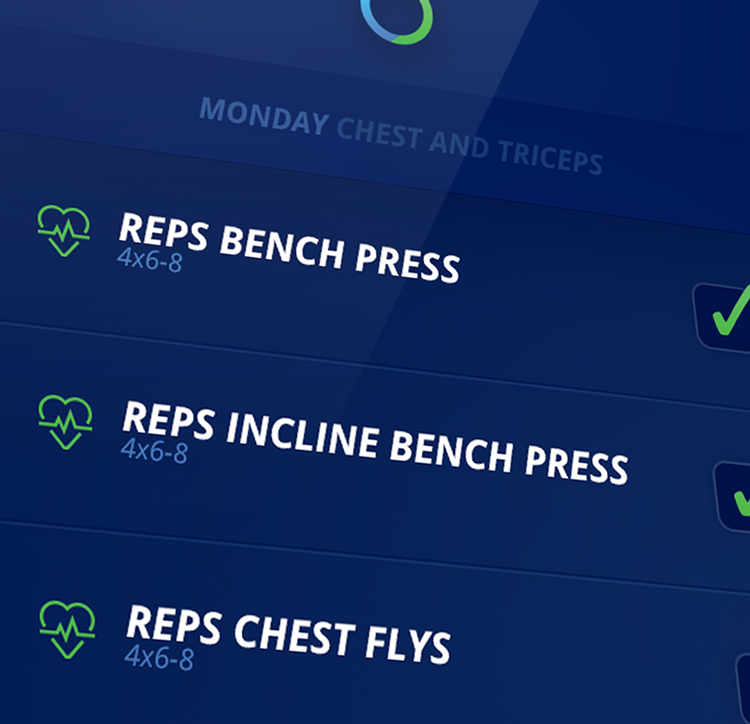 MONDAY CHEST AND TRICEPS
REPS BENCH PRESS
4x6-8
REPS INCLINE BENCH PRESS
4x6-8
REPS CHEST FLYS
4x6-8